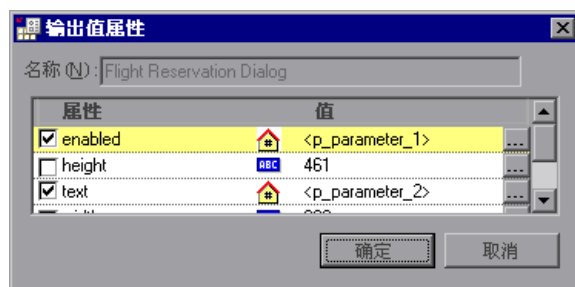 输出值属性
名称(N): Flight Reservation Dialog
属性 值
enabled # <p_parameter_1> ...
height ABC 461 ...
text # <p_parameter_2> ...
确定 取消